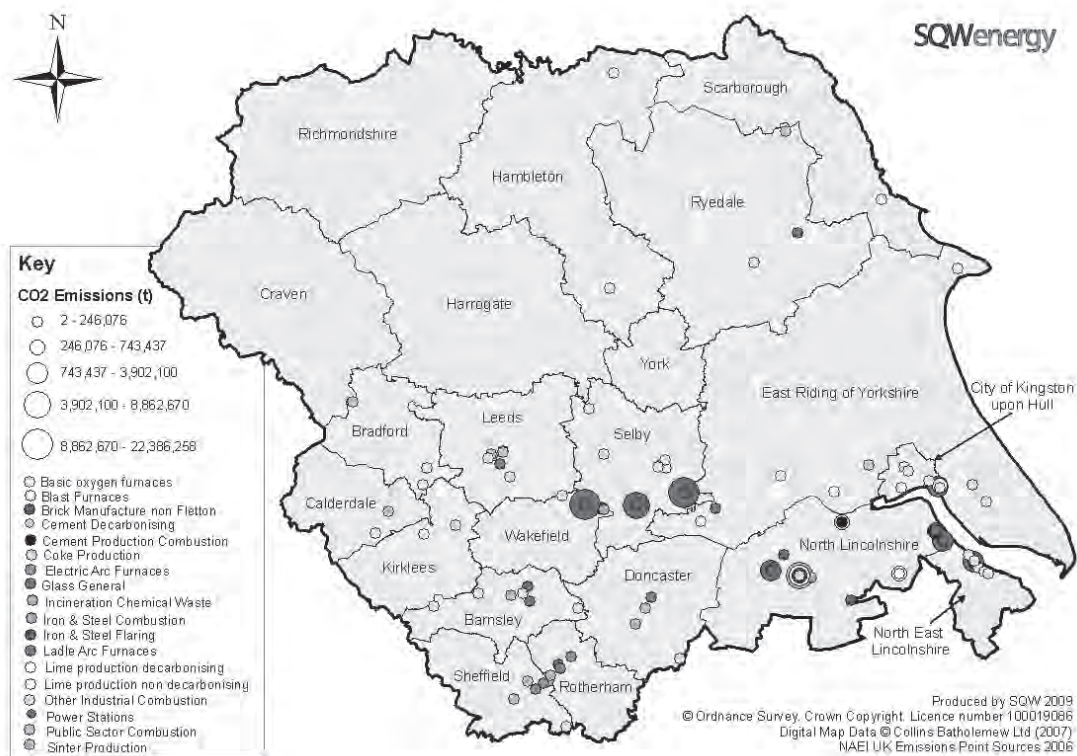 N
SQWenergy
Scarborough
Richmondshire
Hambleton
Ryedale
Craven
Harrogate
York
East Riding of Yorkshire
City of Kingston
upon Hull
Bradford
Leeds
Selby
Calderdale
Wakefield
North Lincolnshire
Kirklees
Doncaster
Barnsley
North East
Lincolnshire
Sheffield
Rotherham
Key
CO2 Emissions (t)
2 - 246,076
246,076 - 743,437
743,437 - 3,902,100
3,902,100 - 8,862,670
8,862,670 - 22,386,258
Basic oxygen furnaces
Blast Furnaces
Brick Manufacture non Fletton
Cement Decarbonising
Cement Production Combustion
Coke Production
Electric Arc Furnaces
Glass General
Incineration Chemical Waste
Iron & Steel Combustion
Iron & Steel Flaring
Ladle Arc Furnaces
Lime production decarbonising
Lime production non decarbonising
Other Industrial Combustion
Power Stations
Public Sector Combustion
Sinter Production
Produced by SQW 2009
© Ordnance Survey. Crown Copyright. Licence number 100019086
Digital Map Data © Collins Bartholemew Ltd (2007)
NAEI UK Emissions Point Sources 2006